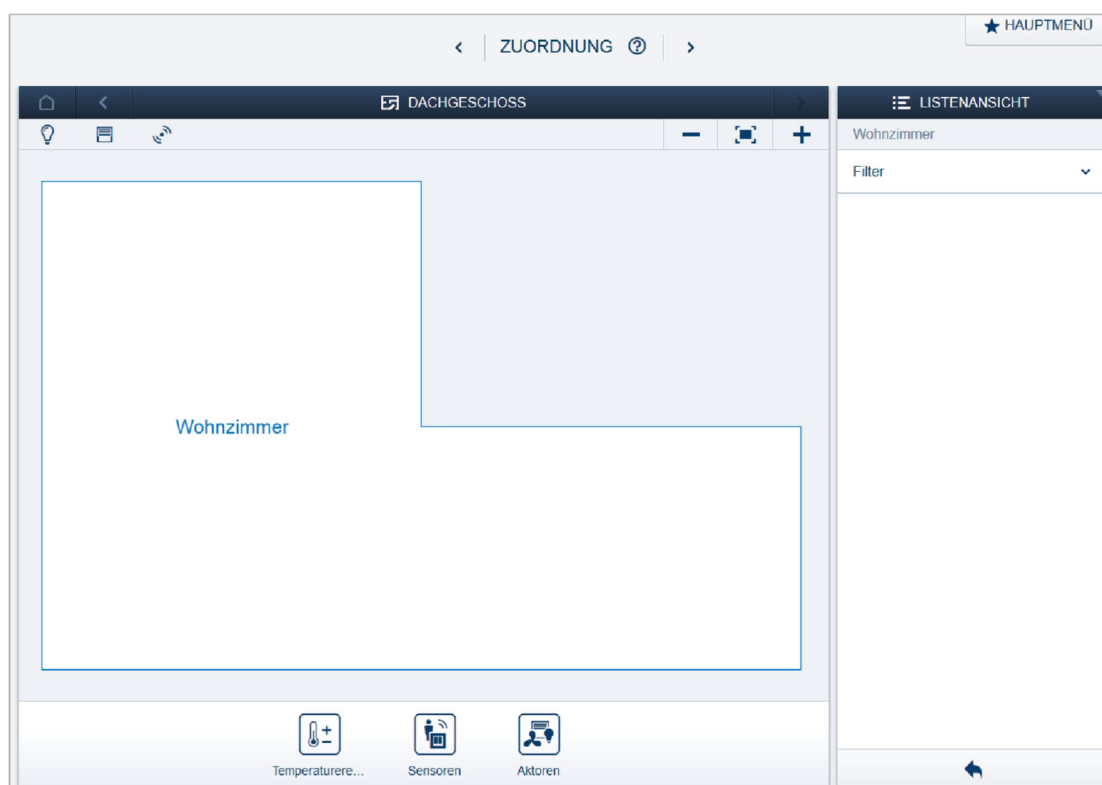 HAUPTMENÜ
ZUORDNUNG
DACHGESCHOSS
LISTENANSICHT
Wohnzimmer
Filter
Wohnzimmer
Temperaturere...
Sensoren
Aktoren